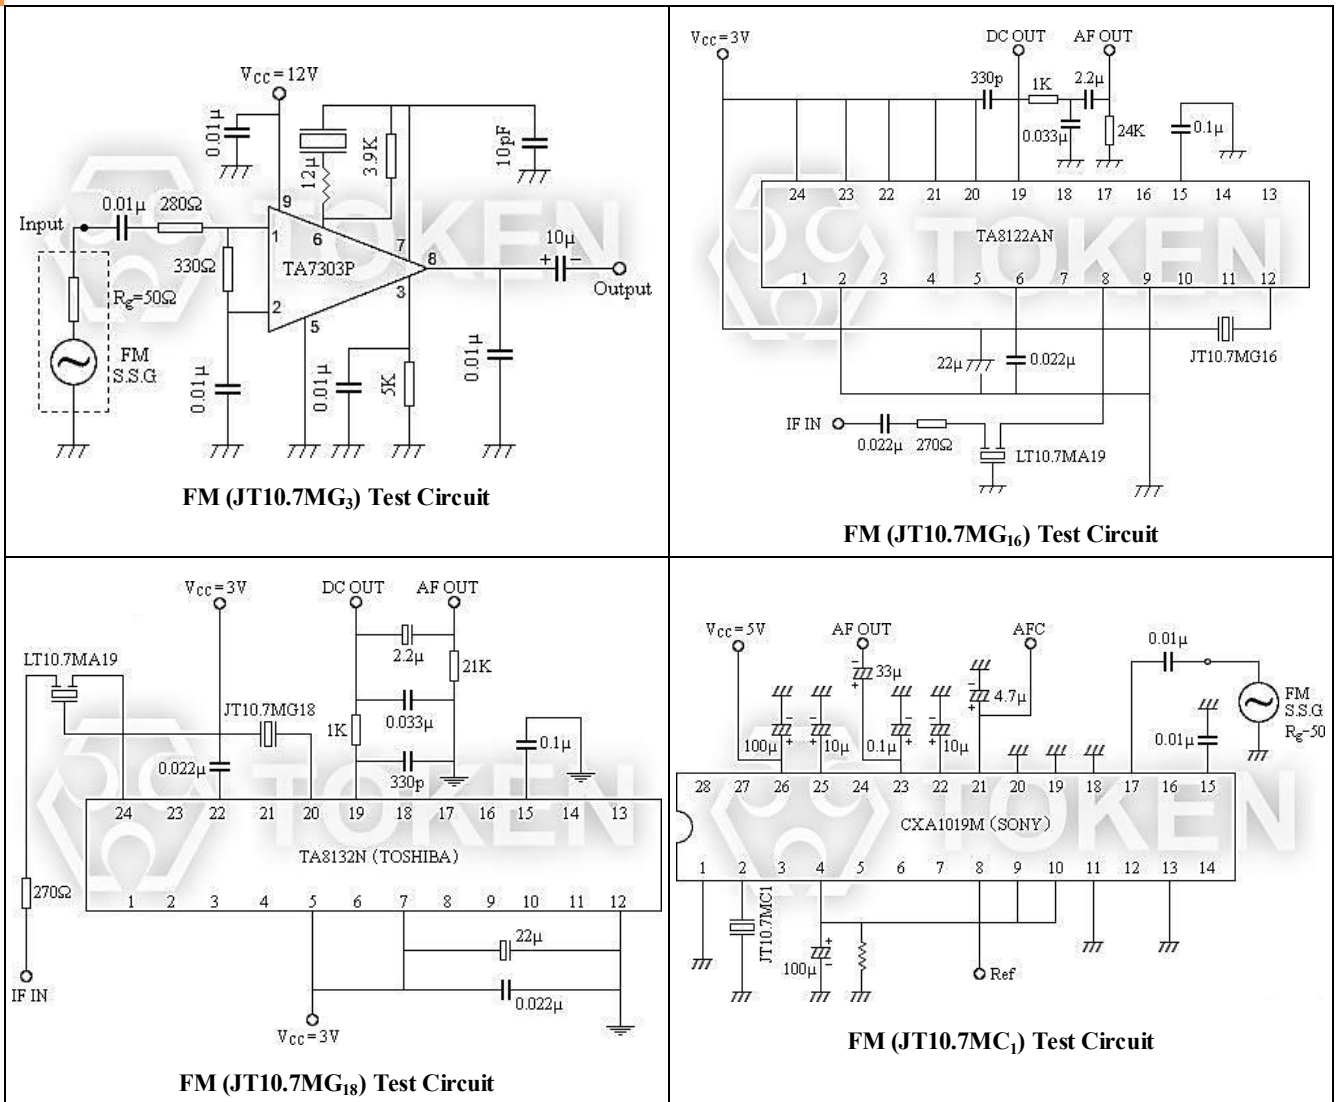 VCC=12V
0.01μ
12μ
3.9K
10pF
9
Input
0.01μ
280Ω
1
6
7
10μ
+
−
330Ω
TA7303P
8
Output
Rg=50Ω
2
3
5
FM
S.S.G
0.01μ
0.01μ
5K
0.01μ
TOKEN
FM (JT10.7MG3) Test Circuit
VCC=3V
DC OUT
AF OUT
330p
1K
2.2μ
0.033μ
24K
0.1μ
24 23 22 21 20 19 18 17 16 15 14 13
TA8122AN
TOKEN
1 2 3 4 5 6 7 8 9 10 11 12
22μ
0.022μ
JT10.7MG16
IF IN
0.022μ
270Ω
LT10.7MA19
FM (JT10.7MG16) Test Circuit
VCC=3V
DC OUT
AF OUT
LT10.7MA19
2.2μ
21K
JT10.7MG18
1K
0.033μ
0.022μ
330p
0.1μ
TOKEN
24 23 22 21 20 19 18 17 16 15 14 13
TA8132N (TOSHIBA)
270Ω
1 2 3 4 5 6 7 8 9 10 11 12
22μ
IF IN
0.022μ
VCC=3V
FM (JT10.7MG18) Test Circuit
VCC=5V
AF OUT
AFC
0.01μ
−
33μ
+
−
4.7μ
+
FM
S.S.G
Rg-50
100μ
−
+
10μ
−
+
0.1μ
−
+
10μ
−
+
0.01μ
28 27 26 25 24 23 22 21 20 19 18 17 16 15
CXA1019M (SONY)
TOKEN
1 2 3 4 5 6 7 8 9 10 11 12 13 14
JT10.7MC1
100μ
+
−
Ref
FM (JT10.7MC1) Test Circuit